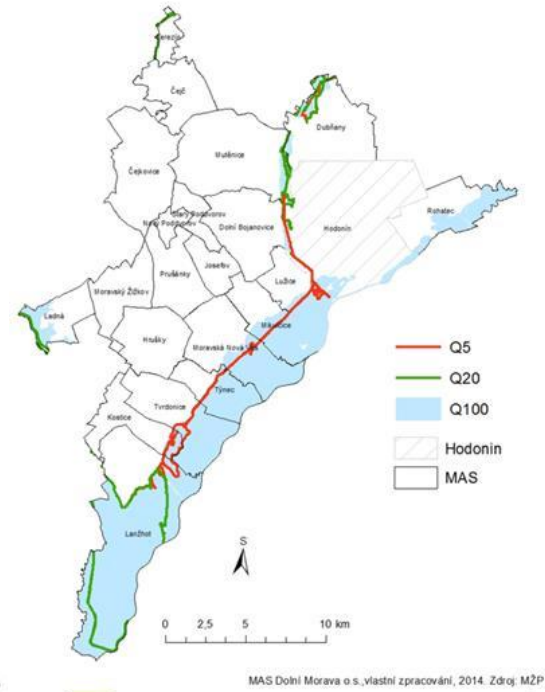 Terezín
Čejč
Dubňany
Mutěnice
Čejkovice
Rohatec
Starý Poddvorov
Nový Poddvorov
Dolní Bojanovice
Hodonín
Josefov
Prušánky
Lužice
Moravský Žižkov
Ladná
Mikulčice
Hrušky
Moravská Nová Ves
Týnec
Tvrdonice
Kostice
Lanžhot
Q5
Q20
Q100
Hodonín
MAS
S
0 2,5 5 10 km
MAS Dolní Morava o.s.,vlastní zpracování, 2014. Zdroj: MŽP